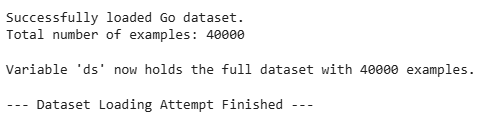 Successfully loaded Go dataset.
Total number of examples: 40000
Variable 'ds' now holds the full dataset with 40000 examples.
--- Dataset Loading Attempt Finished ---